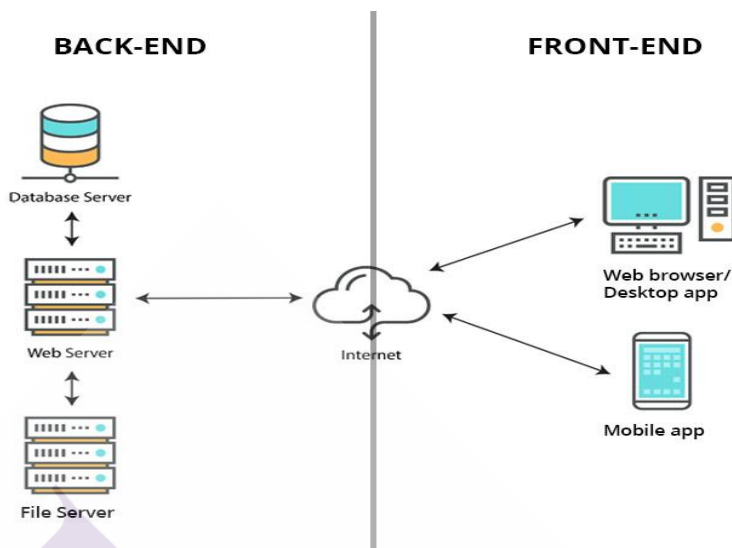 BACK-END
Database Server
Web Server
File Server
Internet
FRONT-END
Web browser/
Desktop app
Mobile app